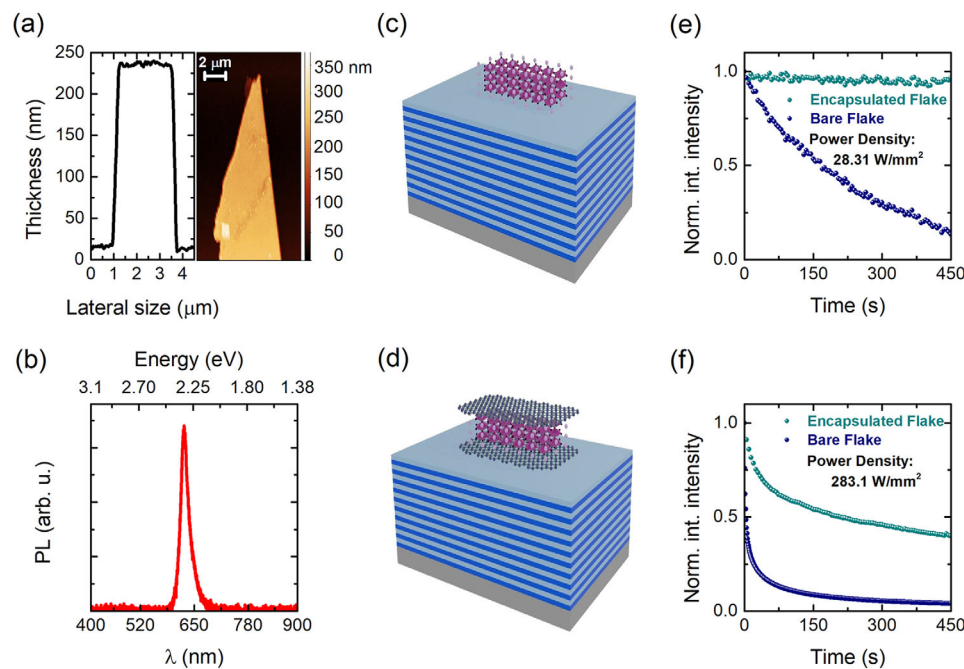 (a)
250
200
150
100
50
0
Thickness (nm)
0 1 2 3 4
Lateral size (μm)
2 μm
350 nm
300
250
200
150
100
50
0
(b)
Energy (eV)
3.1 2.70 2.25 1.80 1.38
PL (arb. u.)
400 525 650 780 900
λ (nm)
(c)
(d)
(e)
1.0
0.5
0.0
Norm. int. intensity
Encapsulated Flake
Bare Flake
Power Density:
28.31 W/mm²
0 150 300 450
Time (s)
(f)
1.0
0.5
0.0
Norm. int. intensity
Encapsulated Flake
Bare Flake
Power Density:
283.1 W/mm²
0 150 300 450
Time (s)